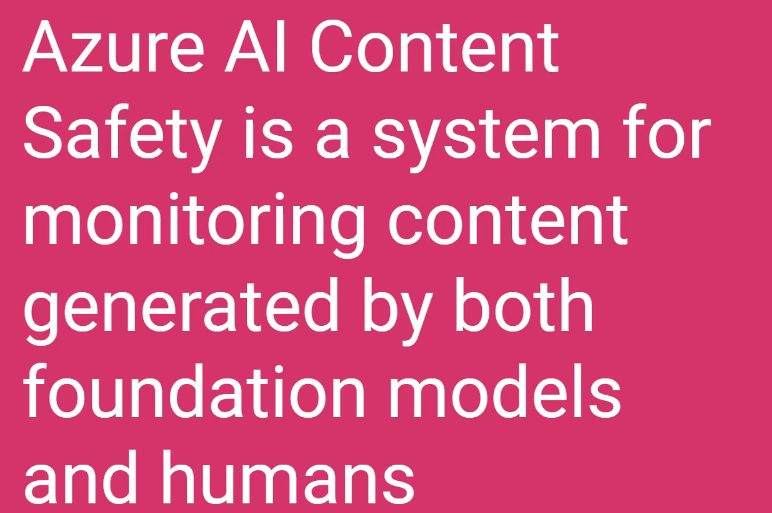 Azure AI Content
Safety is a system for
monitoring content
generated by both
foundation models
and humans